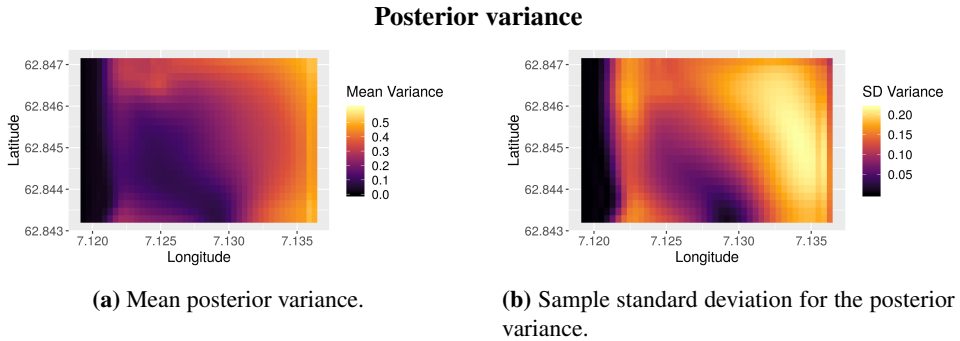 Posterior variance
62.847
62.846
62.845
62.844
62.843
Latitude
7.120 7.125 7.130 7.135
Longitude
Mean Variance
0.5
0.4
0.3
0.2
0.1
0.0
(a) Mean posterior variance.
62.847
62.846
62.845
62.844
62.843
Latitude
7.120 7.125 7.130 7.135
Longitude
SD Variance
0.20
0.15
0.10
0.05
(b) Sample standard deviation for the posterior
variance.